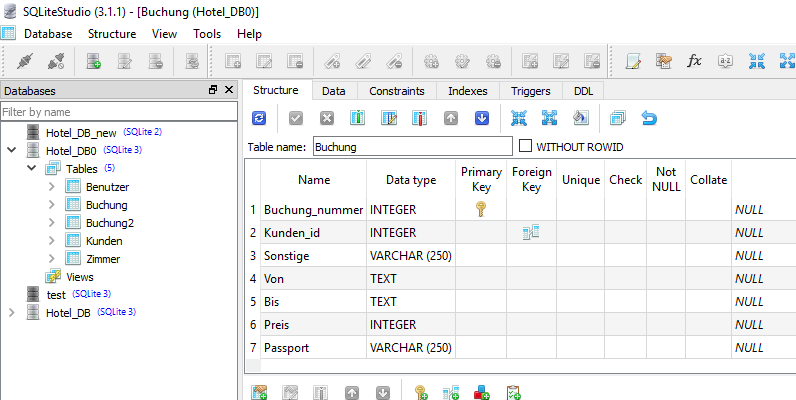 SQLiteStudio (3.1.1) - [Buchung (Hotel_DB0)]
Database Structure View Tools Help
Databases
Filter by name
Hotel_DB_new (SQLite 2)
Hotel_DB0 (SQLite 3)
Tables (5)
Benutzer
Buchung
Buchung2
Kunden
Zimmer
Views
test (SQLite 3)
Hotel_DB (SQLite 3)
Structure Data Constraints Indexes Triggers DDL
Table name: Buchung WITHOUT ROWID
Name Data type Primary Key Foreign Key Unique Check Not NULL Collate
1 Buchung_nummer INTEGER NULL
2 Kunden_id INTEGER NULL
3 Sonstige VARCHAR (250) NULL
4 Von TEXT NULL
5 Bis TEXT NULL
6 Preis INTEGER NULL
7 Passport VARCHAR (250) NULL